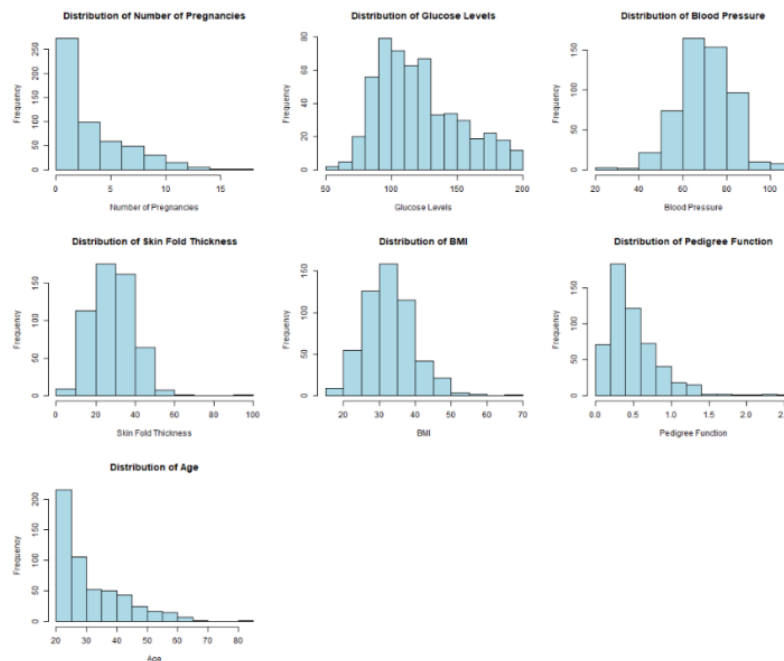 Distribution of Number of Pregnancies
Frequency
0 50 100 150 200 250
0 5 10 15
Number of Pregnancies
Distribution of Glucose Levels
Frequency
0 20 40 60 80
50 100 150 200
Glucose Levels
Distribution of Blood Pressure
Frequency
0 50 100 150
20 40 60 80 100
Blood Pressure
Distribution of Skin Fold Thickness
Frequency
0 50 100 150
0 20 40 60 80 100
Skin Fold Thickness
Distribution of BMI
Frequency
0 50 100 150
20 30 40 50 60 70
BMI
Distribution of Pedigree Function
Frequency
0 50 100 150
0.0 0.5 1.0 1.5 2.0
Pedigree Function
Distribution of Age
Frequency
0 50 100 150 200
20 30 40 50 60 70 80
Age